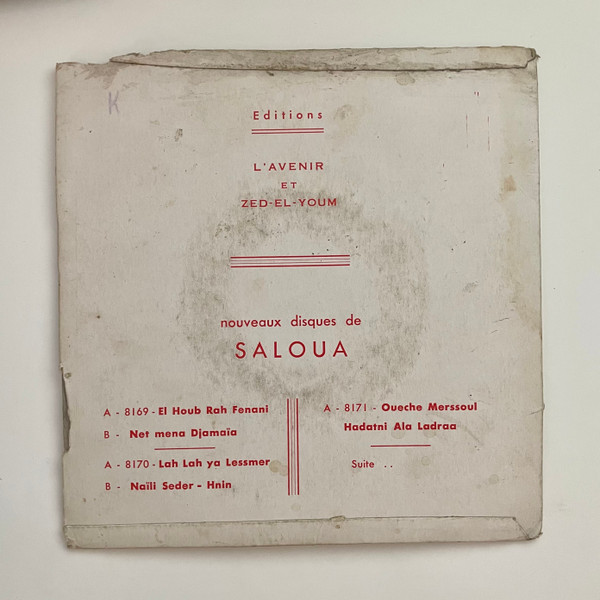 K
Editions
L'AVENIR
ET
ZED-EL-YOUM
nouveaux disques de
SALOUA
A - 8169 - El Houb Rah Fenani
B - Net mena Djamaïa
A - 8170 - Lah Lah ya Lessmer
B - Naïli Seder - Hnin
A - 8171 - Oueche Merssoul
Hadatni Ala Ladraa
Suite . .